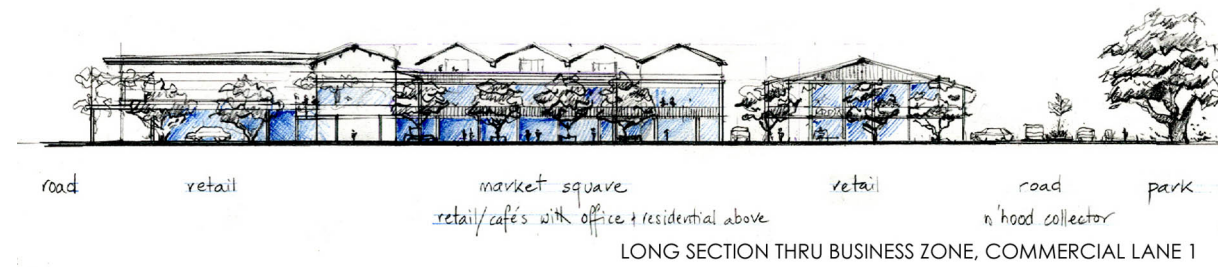 road retail market square retail road park
retail/café's with office + residential above n'hood collector
LONG SECTION THRU BUSINESS ZONE, COMMERCIAL LANE 1